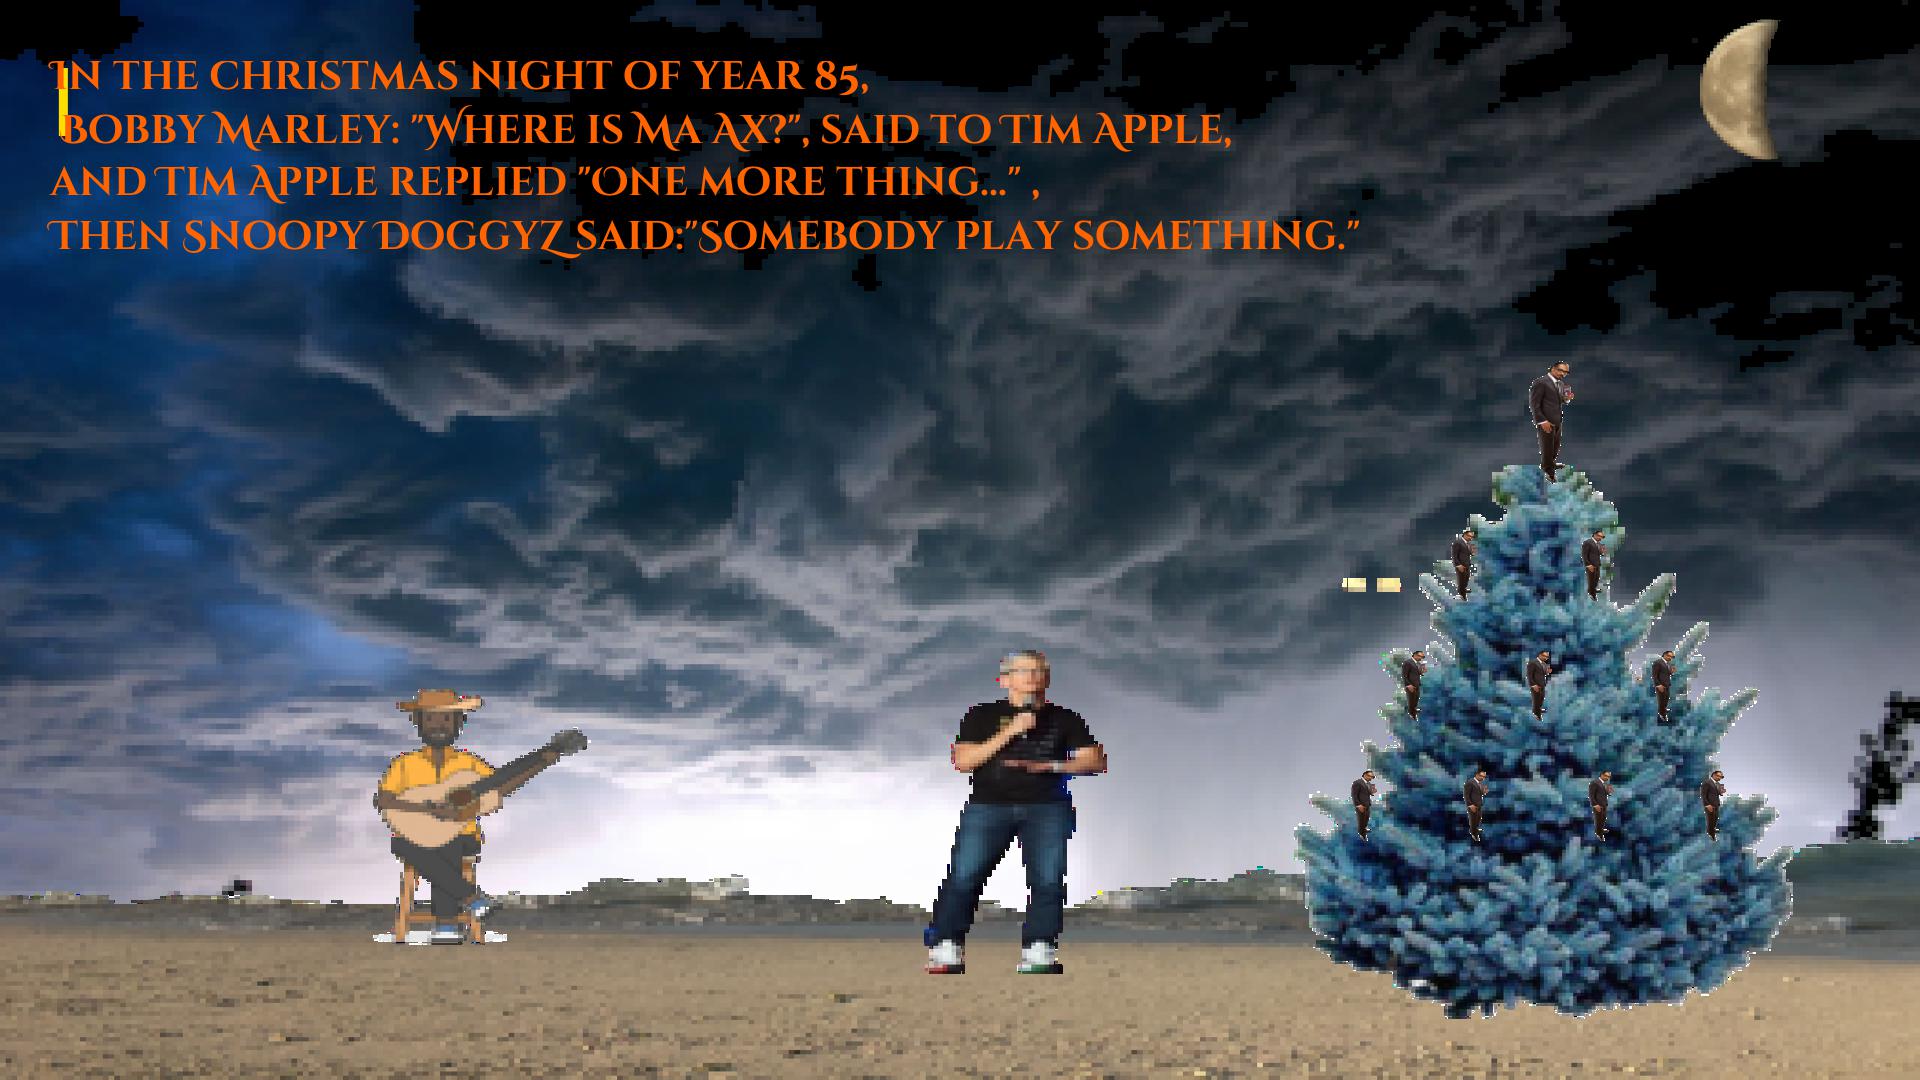 In the Christmas night of year 85,
Bobby Marley: "Where is Ma Ax?", said to Tim Apple,
and Tim Apple replied "One more thing..." ,
Then Snoopy DoggyZ said:"Somebody play something."